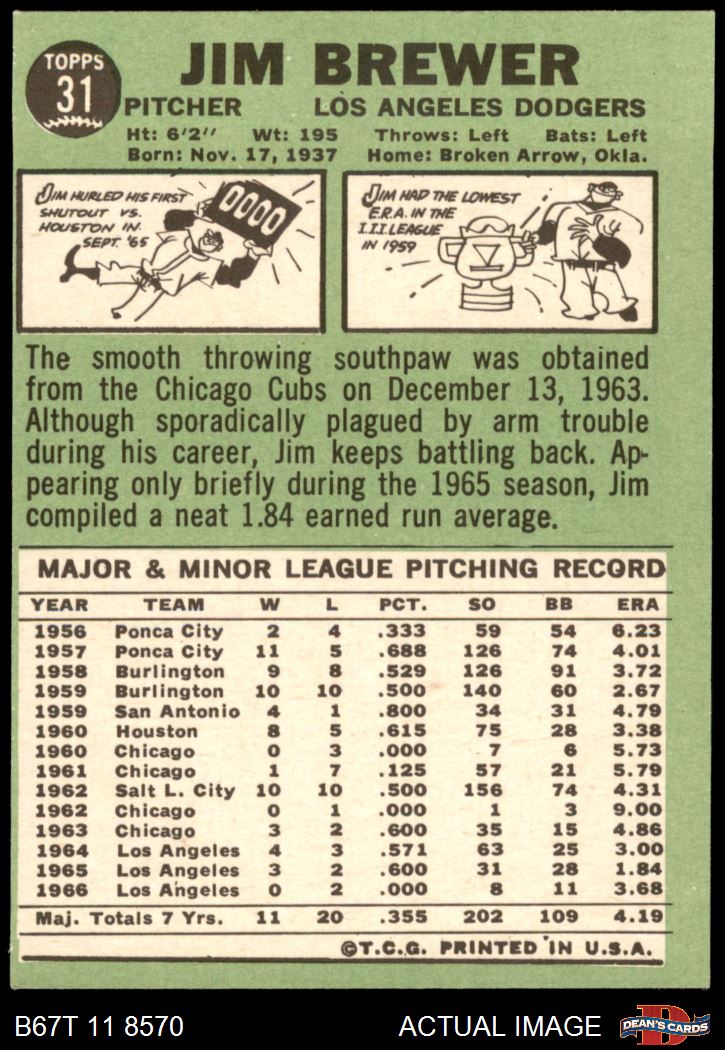 TOPPS
31
JIM BREWER
PITCHER LOS ANGELES DODGERS
Ht: 6'2" Wt: 195 Throws: Left Bats: Left
Born: Nov. 17, 1937 Home: Broken Arrow, Okla.
JIM HURLED HIS FIRST
SHUTOUT VS.
HOUSTON IN
SEPT. '65
0000
JIM HAD THE LOWEST
E.R.A. IN THE
I.I.I. LEAGUE
IN 1959
The smooth throwing southpaw was obtained
from the Chicago Cubs on December 13, 1963.
Although sporadically plagued by arm trouble
during his career, Jim keeps battling back. Ap-
pearing only briefly during the 1965 season, Jim
compiled a neat 1.84 earned run average.
MAJOR & MINOR LEAGUE PITCHING RECORD
YEAR TEAM W L PCT. SO BB ERA
1956 Ponca City 2 4 .333 59 54 6.23
1957 Ponca City 11 5 .688 126 74 4.01
1958 Burlington 9 8 .529 126 91 3.72
1959 Burlington 10 10 .500 140 60 2.67
1959 San Antonio 4 1 .800 34 31 4.79
1960 Houston 8 5 .615 75 28 3.38
1960 Chicago 0 3 .000 7 6 5.73
1961 Chicago 1 7 .125 57 21 5.79
1962 Salt L. City 10 10 .500 156 74 4.31
1962 Chicago 0 1 .000 1 3 9.00
1963 Chicago 3 2 .600 35 15 4.86
1964 Los Angeles 4 3 .571 63 25 3.00
1965 Los Angeles 3 2 .600 31 28 1.84
1966 Los Angeles 0 2 .000 8 11 3.68
Maj. Totals 7 Yrs. 11 20 .355 202 109 4.19
©T.C.G. PRINTED IN U.S.A.
B67T 11 8570 ACTUAL IMAGE
D
DEAN'S CARDS